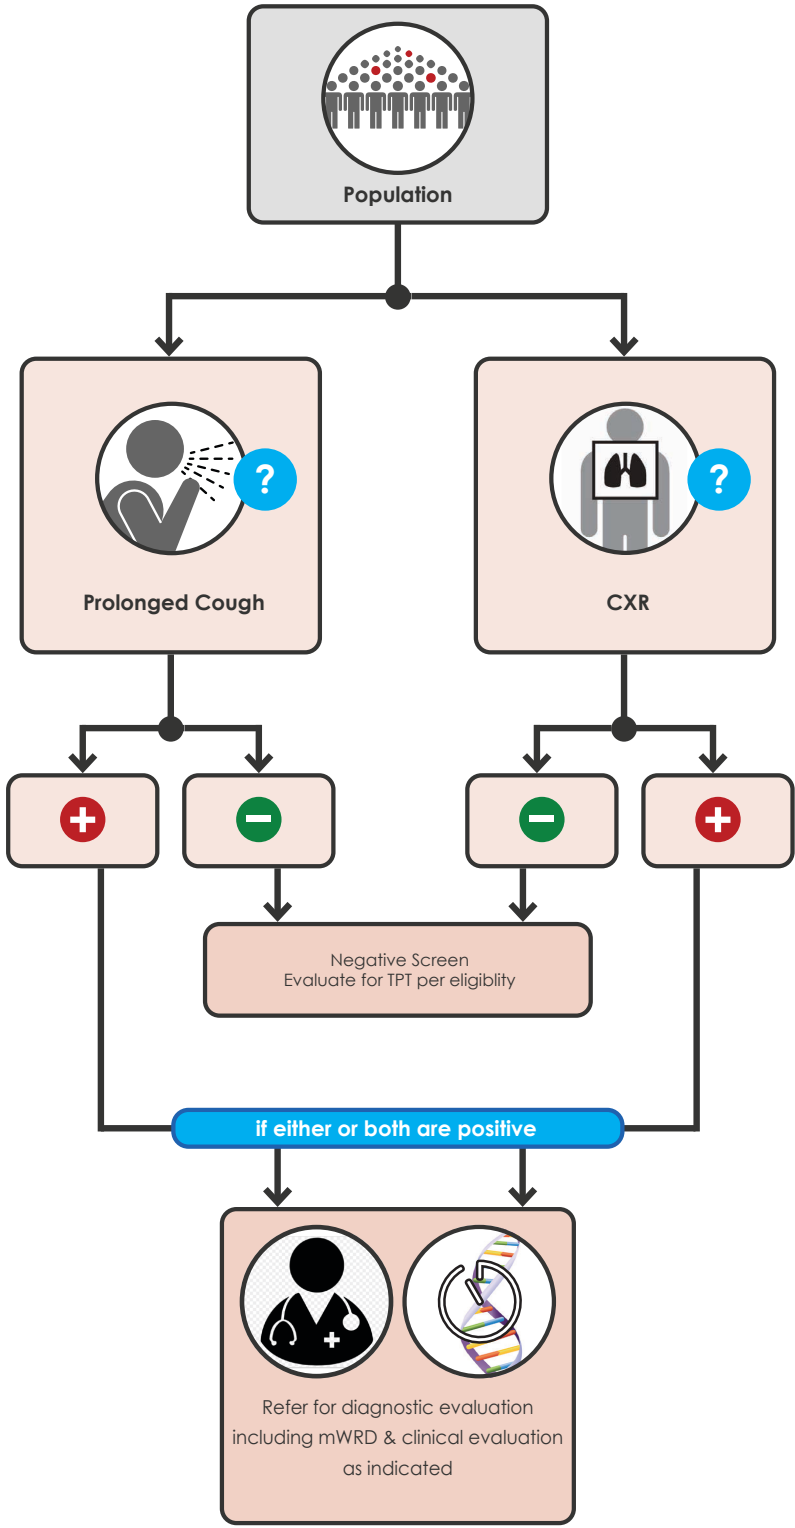 Population
?
?
Prolonged Cough
CXR
Negative Screen
Evaluate for TPT per eligiblity
if either or both are positive
Refer for diagnostic evaluation
including mWRD & clinical evaluation
as indicated